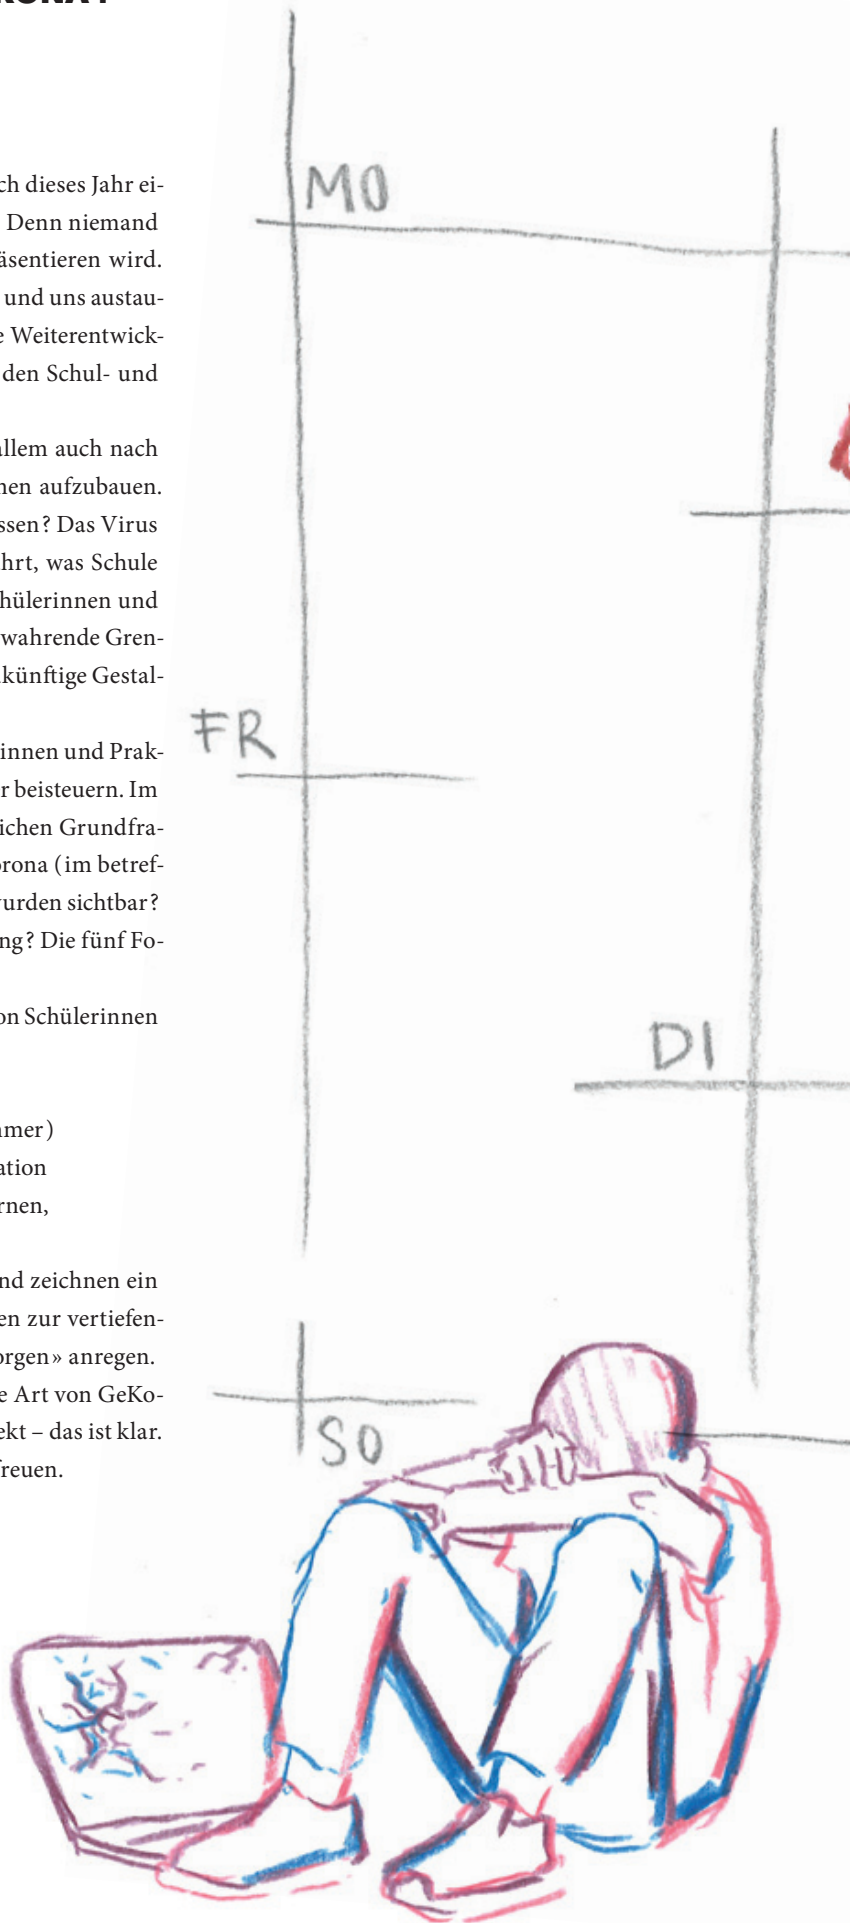 RONA?
ch dieses Jahr ei-
Denn niemand
äsentieren wird.
und uns austau-
e Weiterentwick-
den Schul- und
allem auch nach
nen aufzubauen.
ssen? Das Virus
hrt, was Schule
hülerinnen und
wahrende Gren-
künftige Gestal-
innen und Prak-
r beisteuern. Im
ichen Grundfra-
orona (im betref-
urden sichtbar?
ng? Die fünf Fo-
on Schülerinnen
mer)
ation
rnen,
nd zeichnen ein
en zur vertiefen-
orgen» anregen.
e Art von GeKo-
ekt – das ist klar.
freuen.
MO
FR
DI
SO